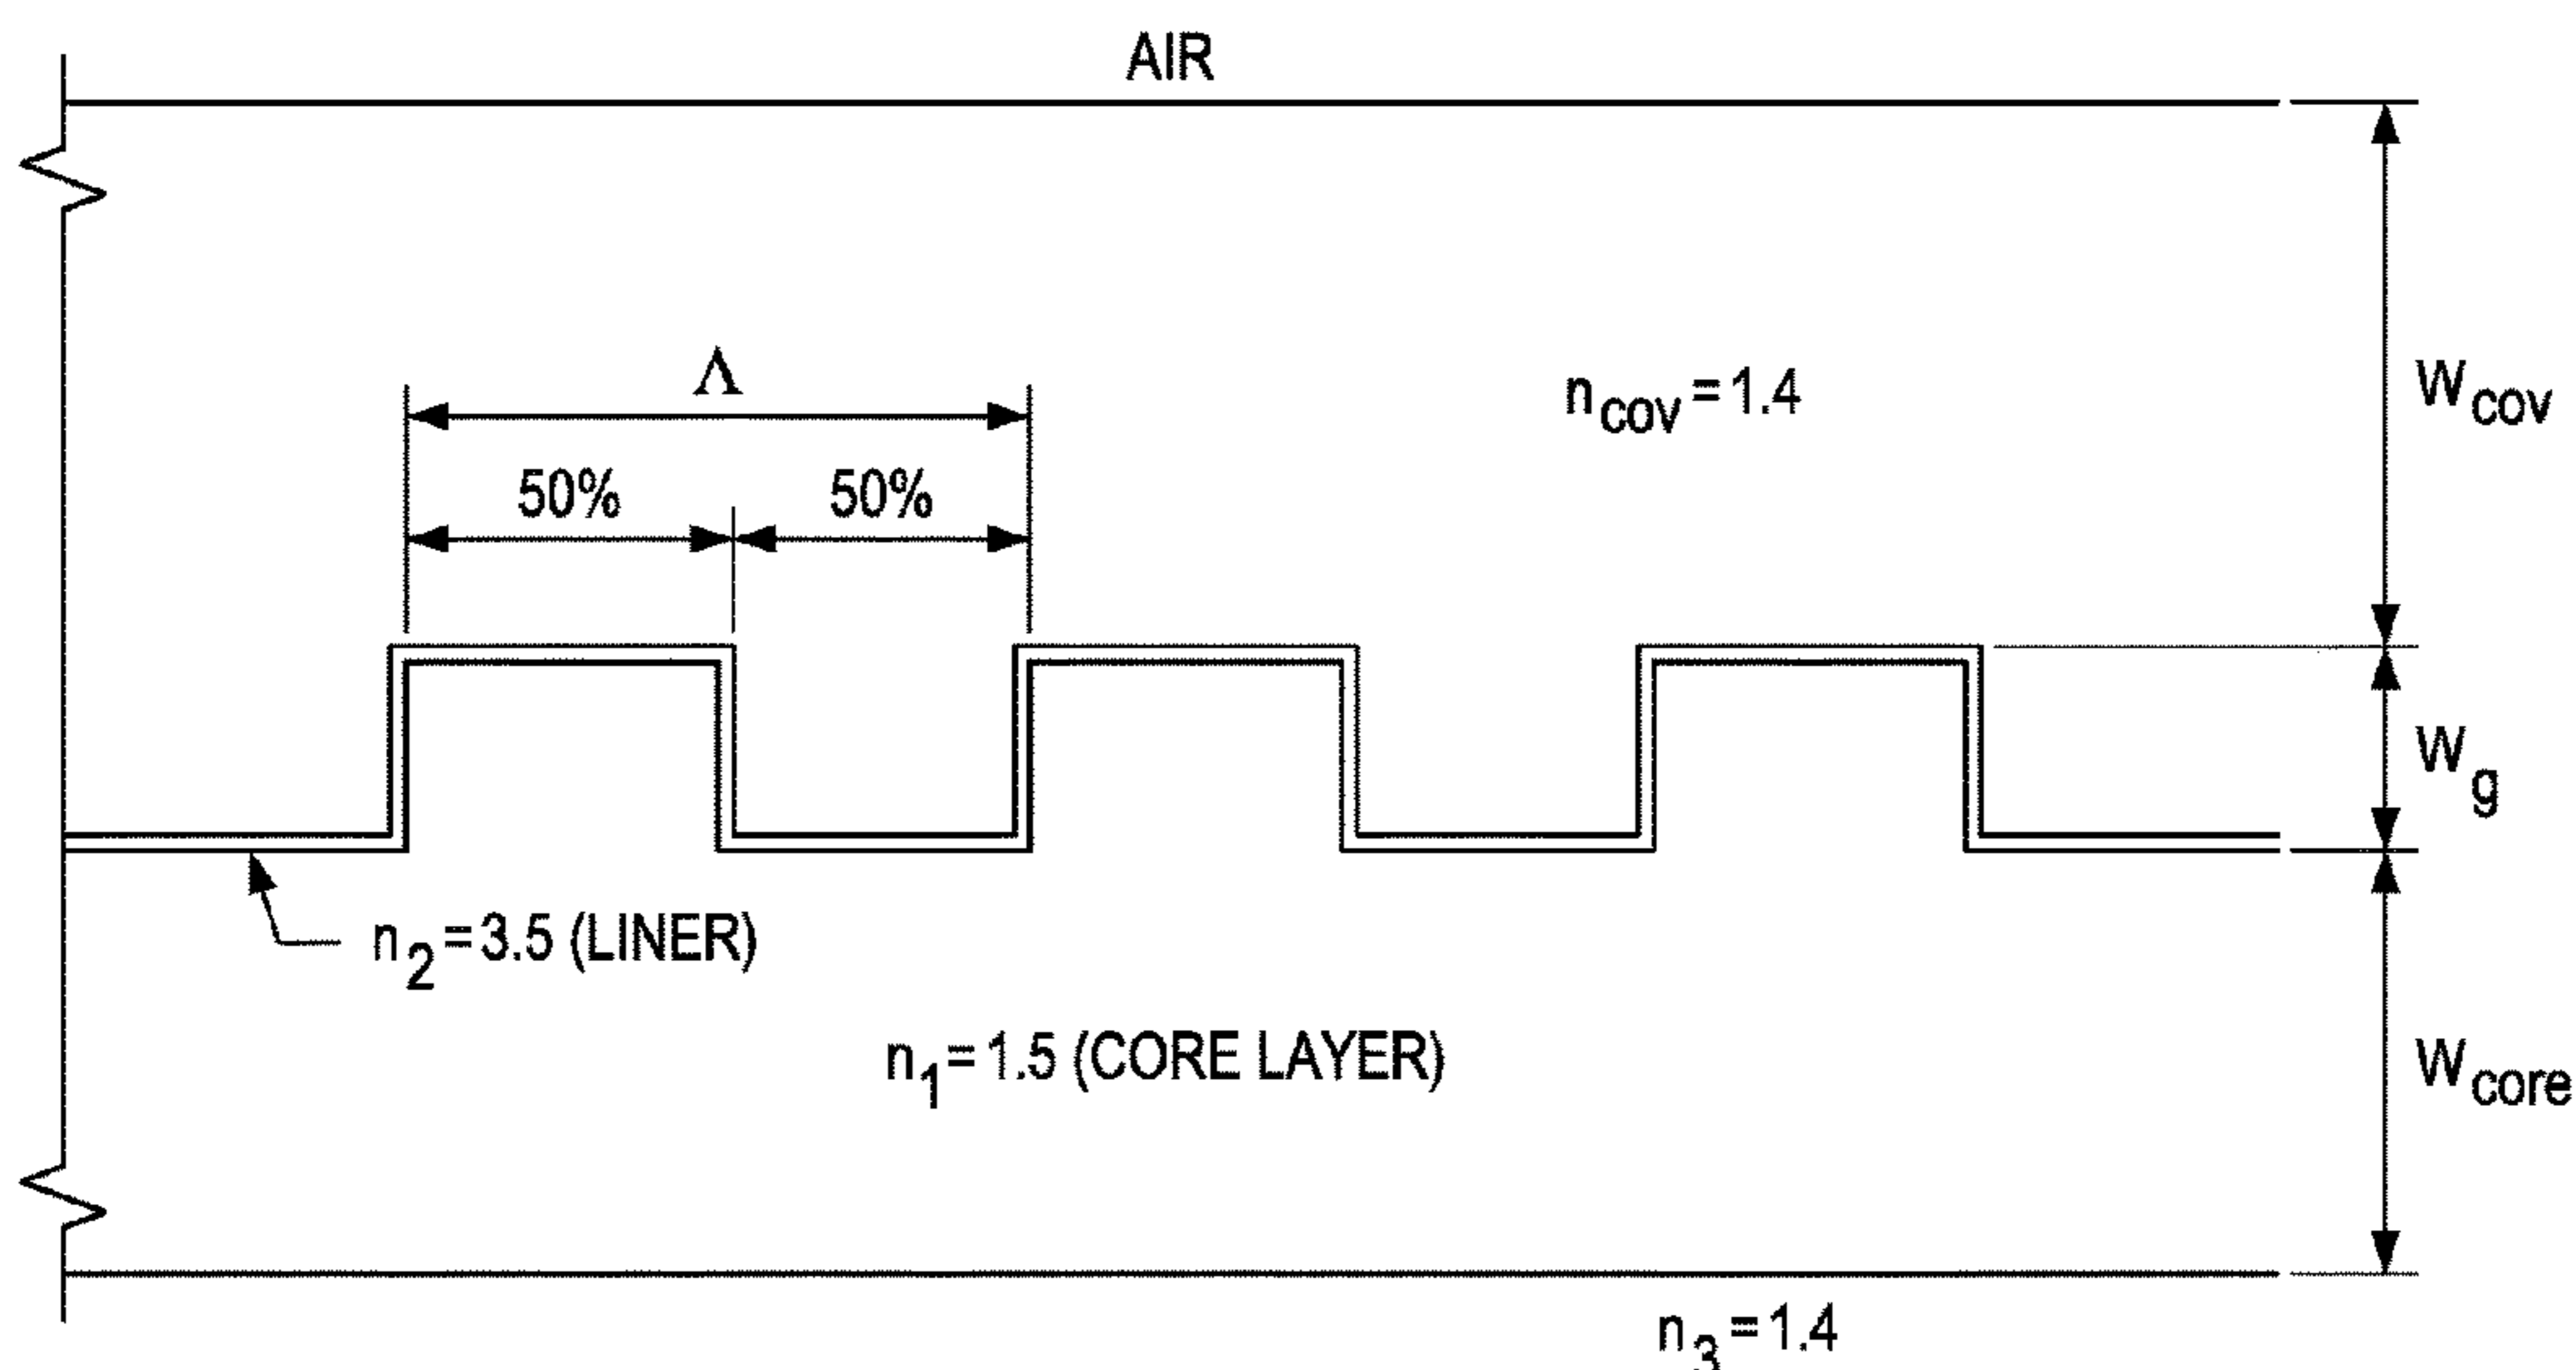 AIR
Λ
n_cov = 1.4
W_cov
50%
50%
W_g
n_2 = 3.5 (LINER)
n_1 = 1.5 (CORE LAYER)
W_core
n_3 = 1.4